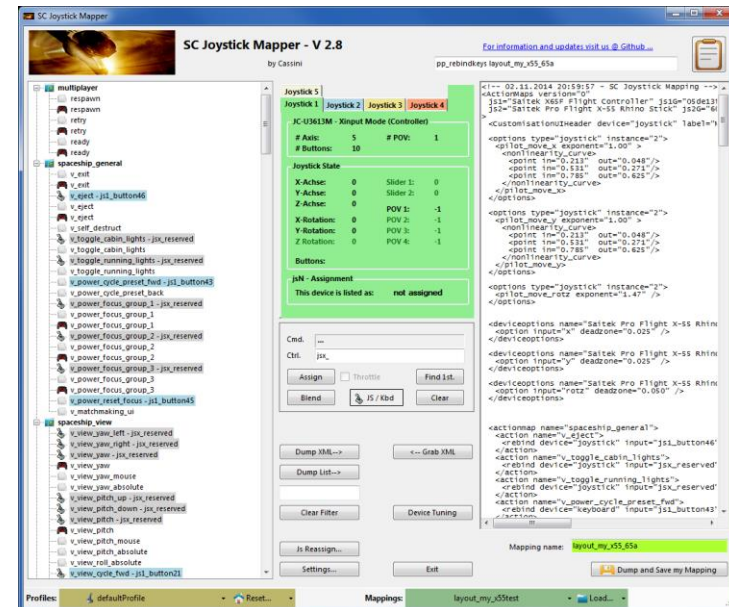 SC Joystick Mapper
SC Joystick Mapper - V 2.8
by Cassini
For information and updates visit us @ Github ...
pp_rebindkeys layout_my_x55_65a
multiplayer
respawn
respawn
retry
retry
ready
ready
spaceship_general
v_exit
v_exit
v_eject - js1_button46
v_eject
v_eject
v_self_destruct
v_toggle_cabin_lights - jsx_reserved
v_toggle_cabin_lights
v_toggle_running_lights - jsx_reserved
v_toggle_running_lights
v_power_cycle_preset_fwd - js1_button43
v_power_cycle_preset_back
v_power_focus_group_1 - jsx_reserved
v_power_focus_group_1
v_power_focus_group_1
v_power_focus_group_2 - jsx_reserved
v_power_focus_group_2
v_power_focus_group_2
v_power_focus_group_3 - jsx_reserved
v_power_focus_group_3
v_power_focus_group_3
v_power_reset_focus - js1_button45
v_matchmaking_ui
spaceship_view
v_view_yaw_left - jsx_reserved
v_view_yaw_right - jsx_reserved
v_view_yaw - jsx_reserved
v_view_yaw
v_view_yaw_mouse
v_view_yaw_absolute
v_view_pitch_up - jsx_reserved
v_view_pitch_down - jsx_reserved
v_view_pitch - jsx_reserved
v_view_pitch
v_view_pitch_mouse
v_view_pitch_absolute
v_view_roll_absolute
v_view_cycle_fwd - js1_button21
Joystick 5
Joystick 1 Joystick 2 Joystick 3 Joystick 4
JC-U3613M - Xinput Mode (Controller)
# Axis: 5 # POV: 1
# Buttons: 10
Joystick State
X-Achse: 0 Slider 1: 0
Y-Achse: 0 Slider 2: 0
Z-Achse: 0
POV 1: -1
X-Rotation: 0 POV 2: -1
Y-Rotation: 0 POV 3: -1
Z Rotation: 0 POV 4: -1
Buttons:
jsN - Assignment
This device is listed as: not assigned
Cmd. ...
Ctrl. jsx_
Assign Throttle Find 1st.
Blend JS / Kbd Clear
Dump XML--> <-- Grab XML
Dump List-->
Clear Filter Device Tuning
Js Reassign...
Settings... Exit
<!-- 02.11.2014 20:59:57 - SC Joystick Mapping -->
<ActionMaps version="0"
js1="Saitek X65F Flight Controller" js1G="05de131
js2="Saitek Pro Flight X-55 Rhino Stick" js2G="6
>
<CustomisationUIHeader device="joystick" label="
<options type="joystick" instance="2">
<pilot_move_x exponent="1.00" >
<nonlinearity_curve>
<point in="0.213" out="0.048"/>
<point in="0.531" out="0.271"/>
<point in="0.785" out="0.625"/>
</nonlinearity_curve>
</pilot_move_x>
</options>
<options type="joystick" instance="2">
<pilot_move_y exponent="1.00" >
<nonlinearity_curve>
<point in="0.213" out="0.048"/>
<point in="0.531" out="0.271"/>
<point in="0.785" out="0.625"/>
</nonlinearity_curve>
</pilot_move_y>
</options>
<options type="joystick" instance="2">
<pilot_move_rotz exponent="1.47" />
</options>
<deviceoptions name="Saitek Pro Flight X-55 Rhino
<option input="x" deadzone="0.025" />
</deviceoptions>
<deviceoptions name="Saitek Pro Flight X-55 Rhino
<option input="y" deadzone="0.025" />
</deviceoptions>
<deviceoptions name="Saitek Pro Flight X-55 Rhino
<option input="rotz" deadzone="0.050" />
</deviceoptions>
<actionmap name="spaceship_general">
<action name="v_eject">
<rebind device="joystick" input="js1_button46"
</action>
<action name="v_toggle_cabin_lights">
<rebind device="joystick" input="jsx_reserved"
</action>
<action name="v_toggle_running_lights">
<rebind device="joystick" input="jsx_reserved"
</action>
<action name="v_power_cycle_preset_fwd">
<rebind device="keyboard" input="js1_button43"
</action>
Mapping name: layout_my_x55_65a
Dump and Save my Mapping
Profiles: defaultProfile Reset... Mappings: layout_my_x55test Load...